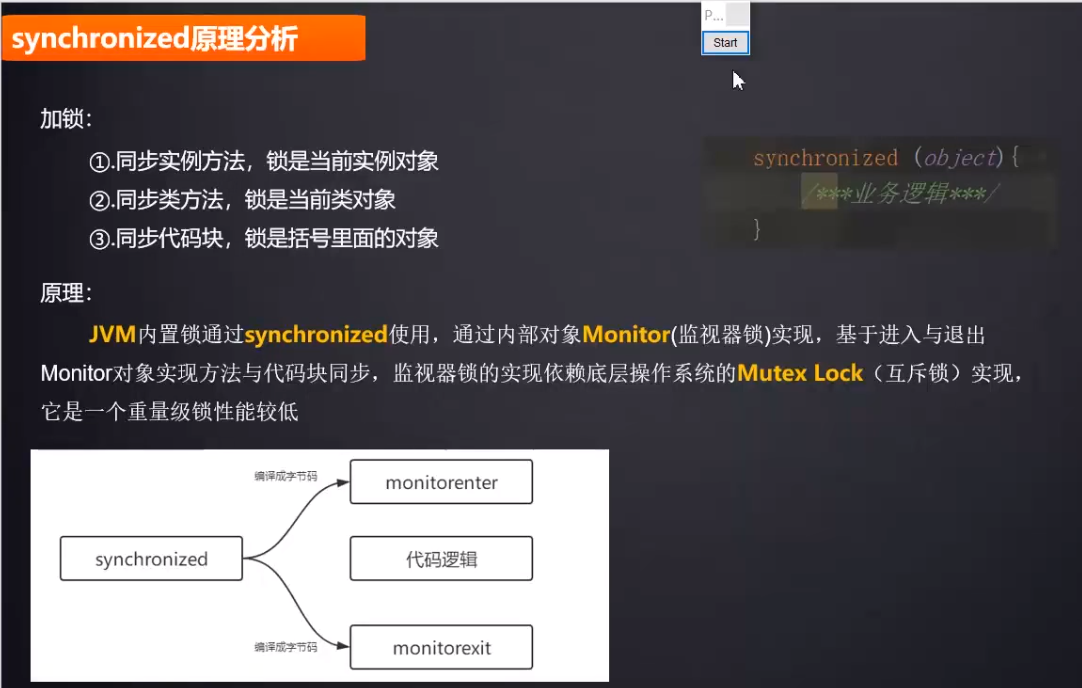 synchronized原理分析
P...
Start
加锁：
①.同步实例方法，锁是当前实例对象
②.同步类方法，锁是当前类对象
③.同步代码块，锁是括号里面的对象
synchronized (object){
/***业务逻辑***/
}
原理：
JVM内置锁通过synchronized使用，通过内部对象Monitor(监视器锁)实现，基于进入与退出
Monitor对象实现方法与代码块同步，监视器锁的实现依赖底层操作系统的Mutex Lock（互斥锁）实现，
它是一个重量级锁性能较低
编译成字节码
monitorenter
synchronized
代码逻辑
编译成字节码
monitorexit